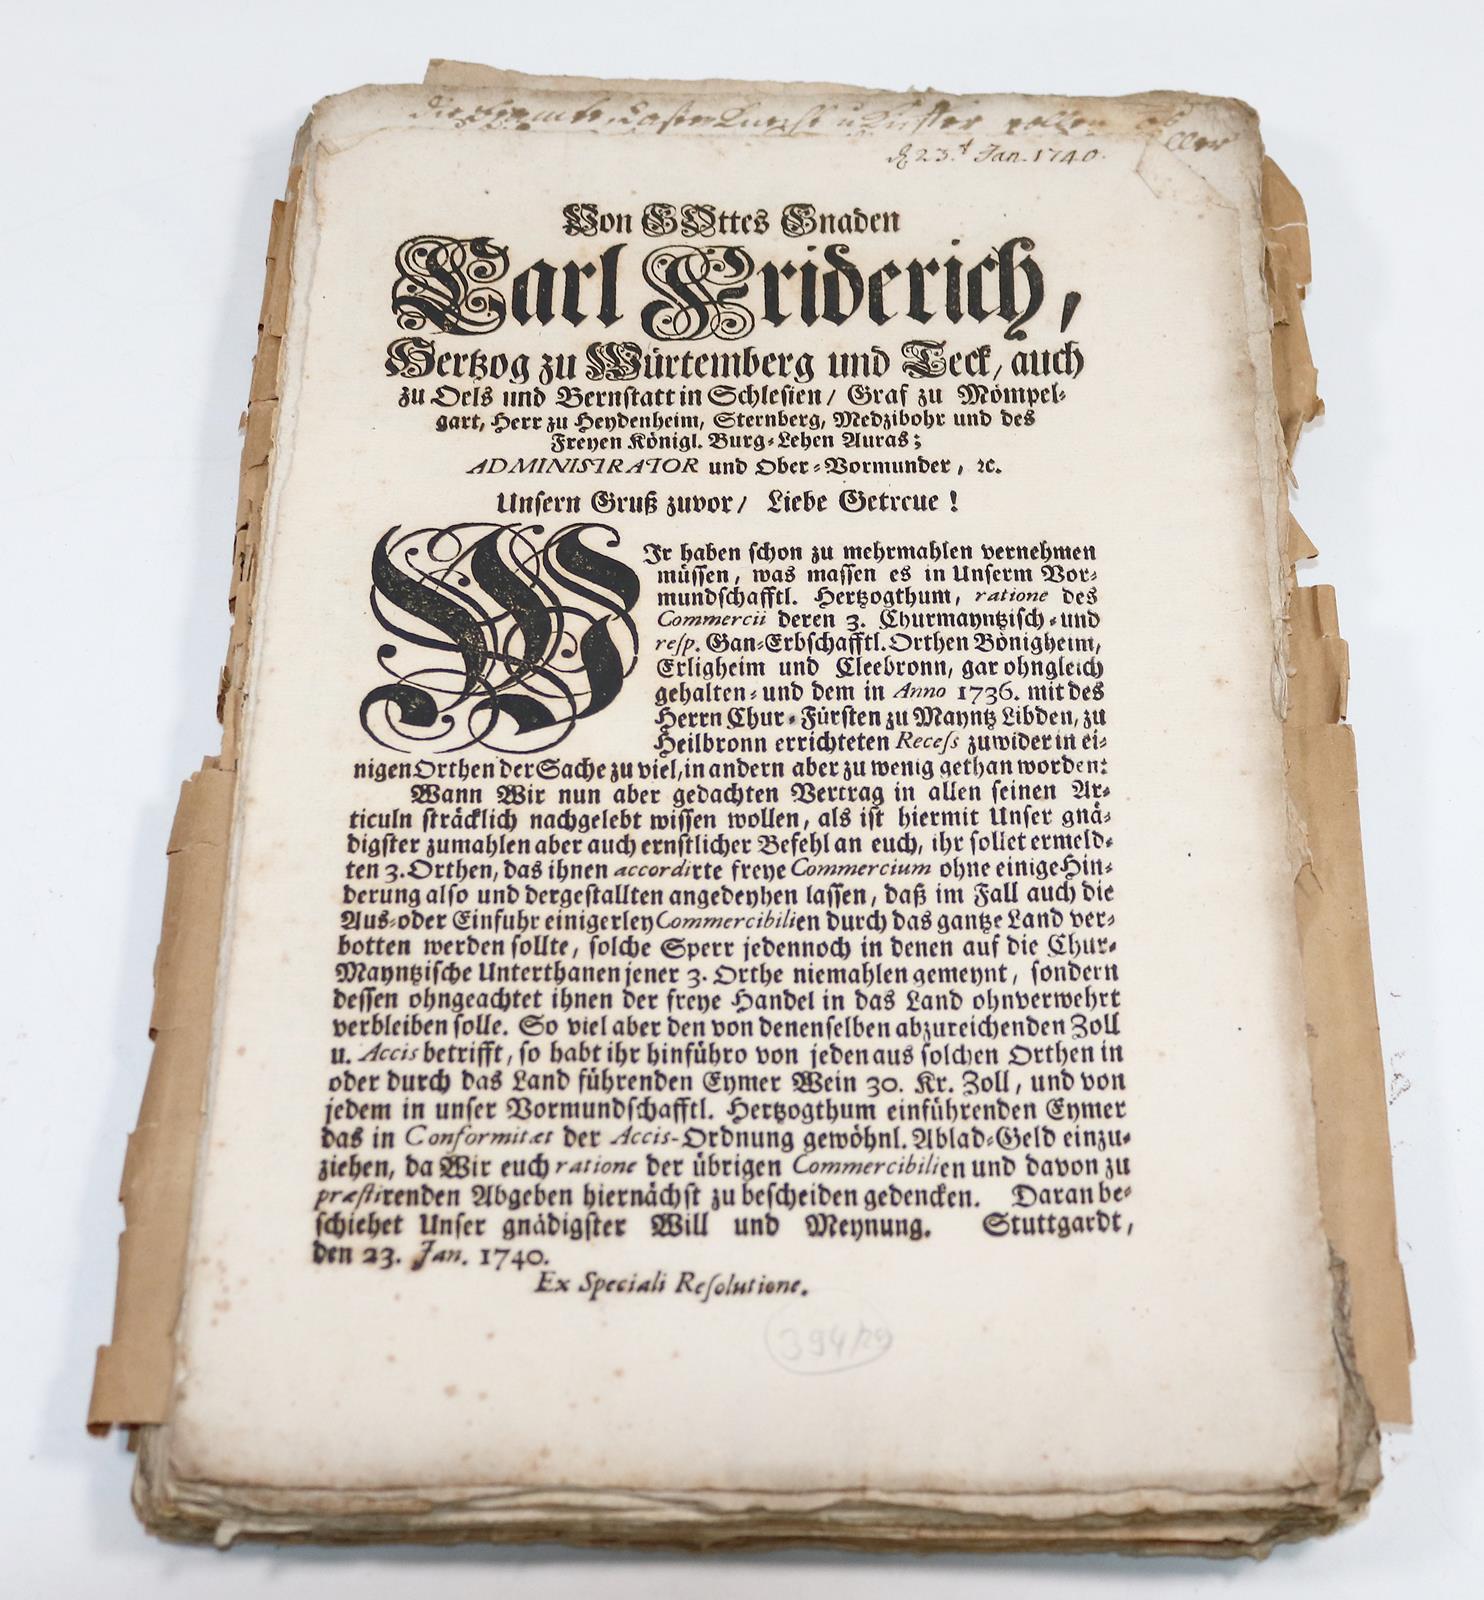 d. 23.t Jan. 1740.
Von GOttes Gnaden
Carl Friderich,
Hertzog zu Würtemberg und Teck, auch
zu Oels und Bernstatt in Schlesien/ Graf zu Mömpel-
gart, Herr zu Heydenheim, Sternberg, Medzibohr und des
Freyen Königl. Burg-Lehen Auras;
ADMINISTRATOR und Ober-Vormunder, ꝛc.
Unsern Gruß zuvor/ Liebe Getreue!
WIr haben schon zu mehrmahlen vernehmen
müssen, was massen es in Unserm Vor-
mundschafftl. Hertzogthum, ratione des
Commercii deren 3. Churmayntzisch-und
resp. Gan-Erbschafftl. Orthen Bönigheim,
Erligheim und Cleebronn, gar ohngleich
gehalten-und dem in Anno 1736. mit des
Herrn Chur-Fürsten zu Mayntz Libden, zu
Heilbronn errichteten Recess zuwider in ei-
nigen Orthen der Sache zu viel, in andern aber zu wenig gethan worden:
Wann Wir nun aber gedachten Vertrag in allen seinen Ar-
ticuln sträcklich nachgelebt wissen wollen, als ist hiermit Unser gnä-
digster zumahlen aber auch ernstlicher Befehl an euch, ihr sollet ermeld-
ten 3. Orthen, das ihnen accordirte freye Commercium ohne einige Hin-
derung also und dergestallten angedeyhen lassen, daß im Fall auch die
Aus-oder Einfuhr einigerley Commercibilien durch das gantze Land ver-
botten werden sollte, solche Sperr jedennoch in denen auf die Chur-
Mayntzische Unterthanen jener 3. Orthe niemahlen gemeynt, sondern
dessen ohngeachtet ihnen der freye Handel in das Land ohnverwehrt
verbleiben solle. So viel aber den von denenselben abzureichenden Zoll
u. Accis betrifft, so habt ihr hinführo von jeden aus solchen Orthen in
oder durch das Land führenden Eymer Wein 30. Kr. Zoll, und von
jedem in unser Vormundschafftl. Hertzogthum einführenden Eymer
das in Conformitæt der Accis-Ordnung gewöhnl. Ablad-Geld einzu-
ziehen, da Wir euch ratione der übrigen Commercibilien und davon zu
præstirenden Abgeben hiernächst zu bescheiden gedencken. Daran be-
schiehet Unser gnädigster Will und Meynung. Stuttgardt,
den 23. Jan. 1740.
Ex Speciali Resolutione.
394/29